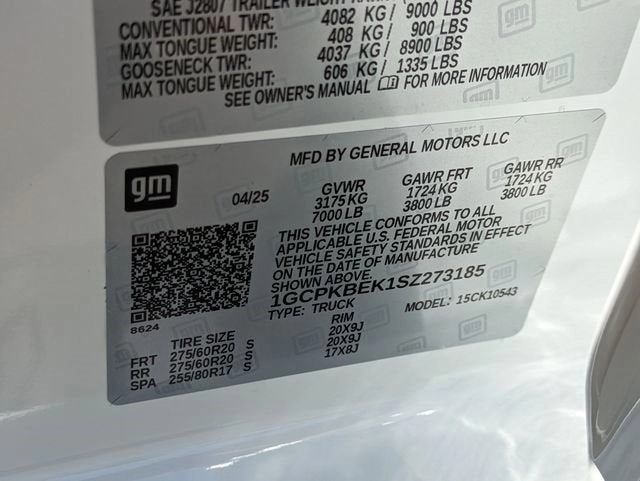 SAE J2807 TRAILER WEIGHT
CONVENTIONAL TWR: 4082 KG/ 9000 LBS
MAX TONGUE WEIGHT: 408 KG/ 900 LBS
GOOSENECK TWR: 4037 KG/ 8900 LBS
MAX TONGUE WEIGHT: 606 KG/ 1335 LBS
SEE OWNER'S MANUAL FOR MORE INFORMATION
MFD BY GENERAL MOTORS LLC
gm
04/25
GVWR GAWR FRT GAWR RR
3175 KG 1724 KG 1724 KG
7000 LB 3800 LB 3800 LB
THIS VEHICLE CONFORMS TO ALL
APPLICABLE U.S. FEDERAL MOTOR
VEHICLE SAFETY STANDARDS IN EFFECT
ON THE DATE OF MANUFACTURE
SHOWN ABOVE.
1GCPKBEK1SZ273185
TYPE: TRUCK MODEL: 15CK10543
8624
TIRE SIZE RIM
FRT 275/60R20 S 20X9J
RR 275/60R20 S 20X9J
SPA 255/80R17 S 17X8J